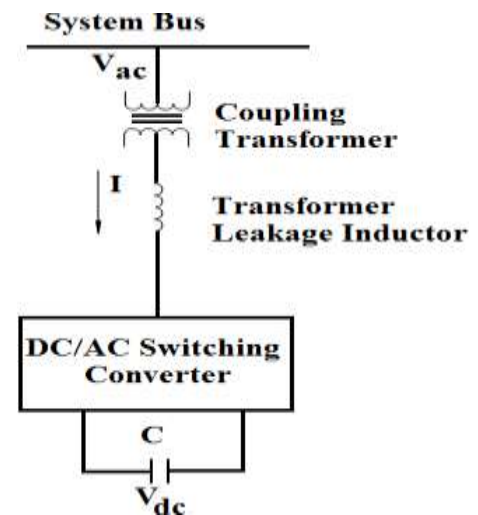 System Bus
Vac
Coupling
Transformer
I
Transformer
Leakage Inductor
DC/AC Switching
Converter
C
Vdc